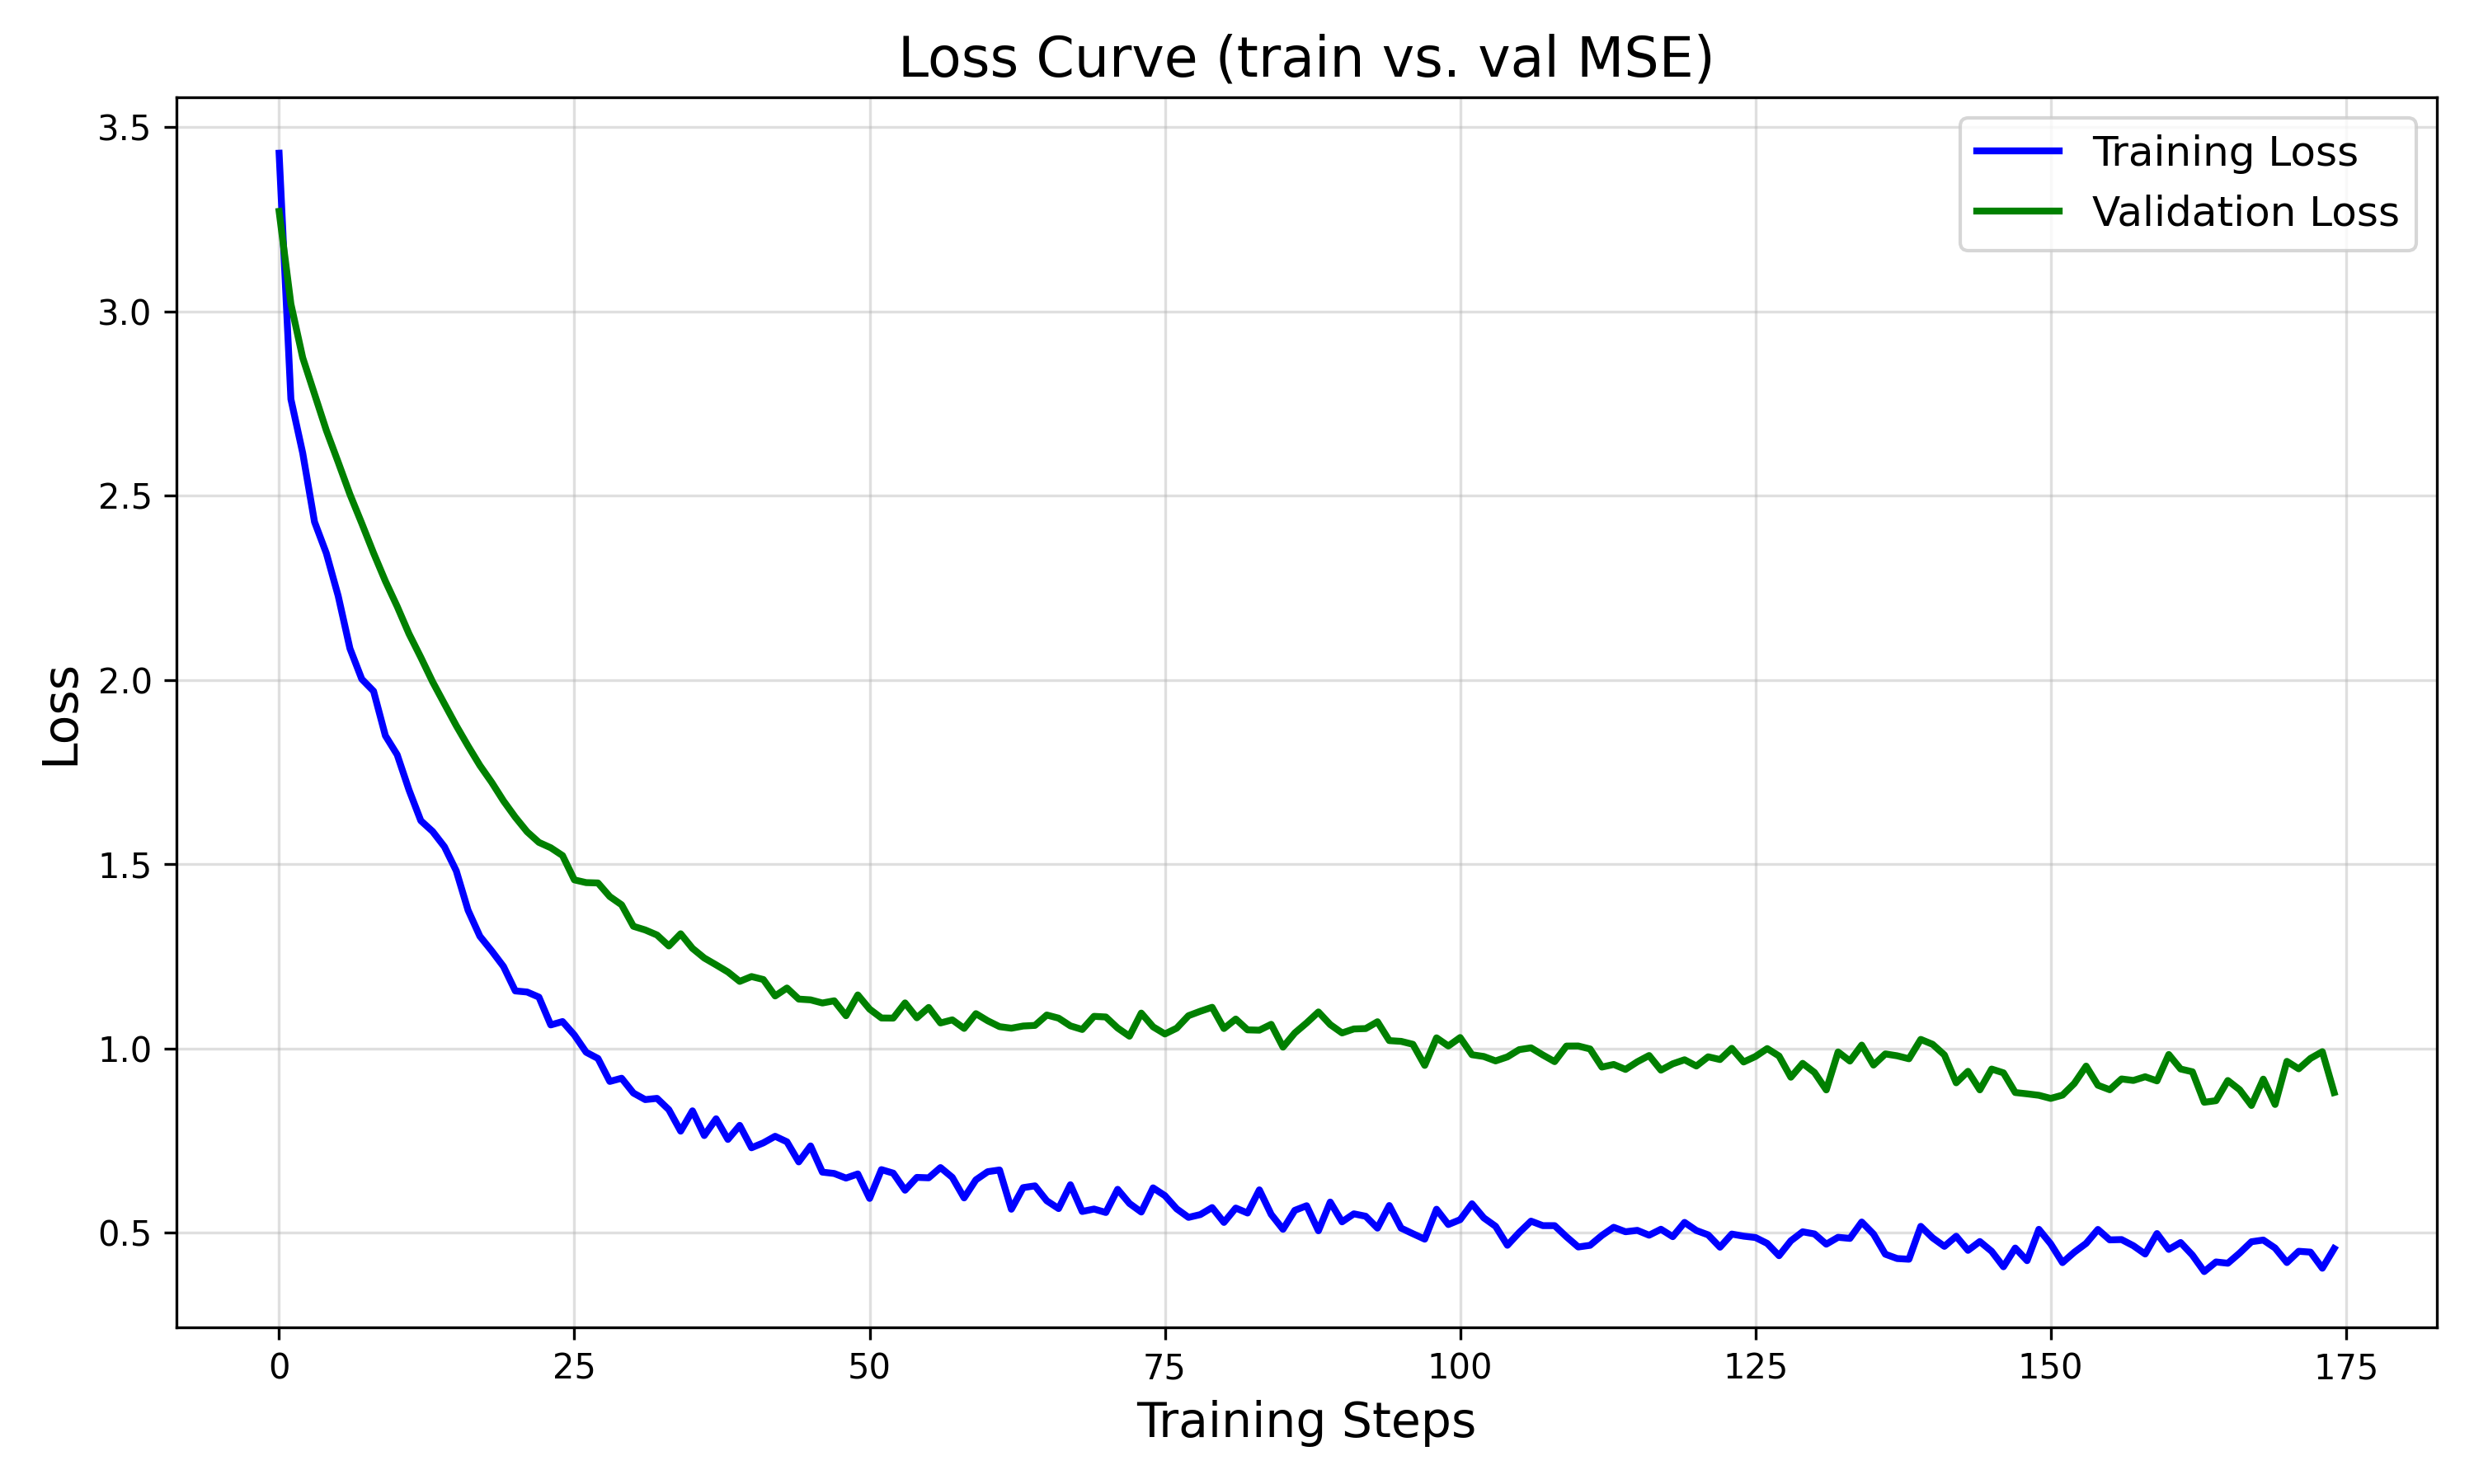 Loss Curve (train vs. val MSE)
Training Loss
Validation Loss
3.5
3.0
2.5
2.0
1.5
1.0
0.5
Loss
0 25 50 75 100 125 150 175
Training Steps